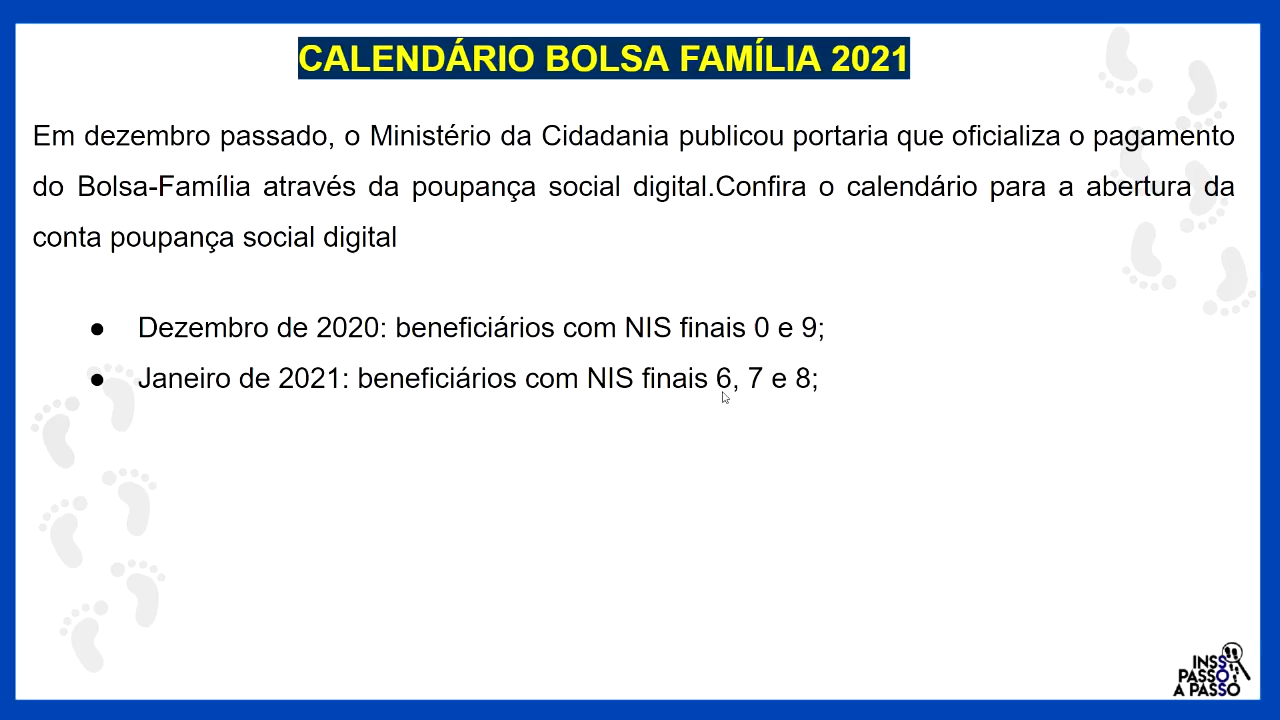 CALENDÁRIO BOLSA FAMÍLIA 2021
Em dezembro passado, o Ministério da Cidadania publicou portaria que oficializa o pagamento
do Bolsa-Família através da poupança social digital.Confira o calendário para a abertura da
conta poupança social digital
● Dezembro de 2020: beneficiários com NIS finais 0 e 9;
● Janeiro de 2021: beneficiários com NIS finais 6, 7 e 8;
INSS
PASSO
A PASSO